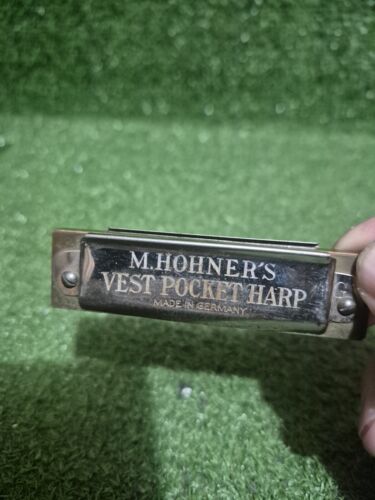 M.HOHNER'S
VEST POCKET HARP
MADE IN GERMANY